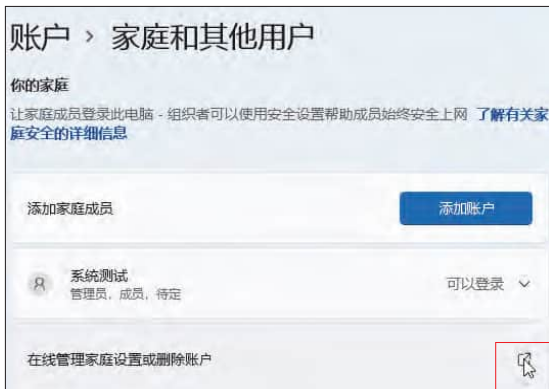 账户 › 家庭和其他用户
你的家庭
让家庭成员登录此电脑 - 组织者可以使用安全设置帮助成员始终安全上网 了解有关家
庭安全的详细信息
添加家庭成员
添加账户
系统测试
可以登录
管理员，成员，待定
在线管理家庭设置或删除账户